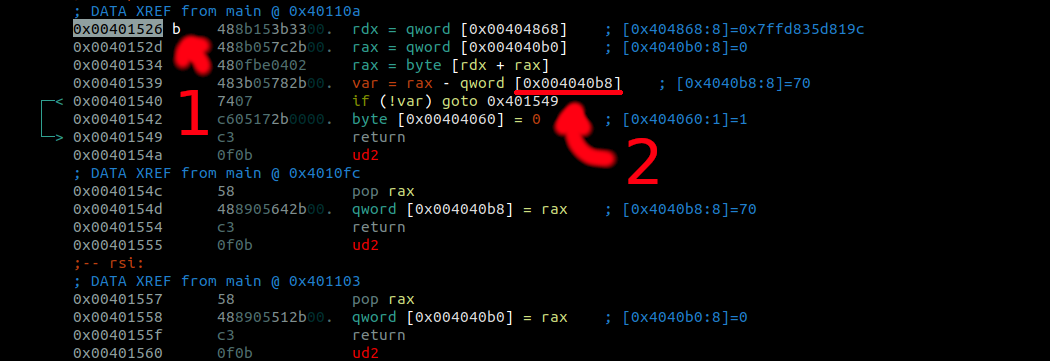 ; DATA XREF from main @ 0x40110a
0x00401526 b 488b153b3300. rdx = qword [0x00404868] ; [0x404868:8]=0x7ffd835d819c
0x0040152d 488b057c2b00. rax = qword [0x004040b0] ; [0x4040b0:8]=0
0x00401534 480fbe0402 rax = byte [rdx + rax]
0x00401539 483b05782b00. var = rax - qword [0x004040b8] ; [0x4040b8:8]=70
0x00401540 7407 if (!var) goto 0x401549
0x00401542 c605172b0000. byte [0x00404060] = 0 ; [0x404060:1]=1
0x00401549 c3 return
0x0040154a 0f0b ud2
; DATA XREF from main @ 0x4010fc
0x0040154c 58 pop rax
0x0040154d 488905642b00. qword [0x004040b8] = rax ; [0x4040b8:8]=70
0x00401554 c3 return
0x00401555 0f0b ud2
;-- rsi:
; DATA XREF from main @ 0x401103
0x00401557 58 pop rax
0x00401558 488905512b00. qword [0x004040b0] = rax ; [0x4040b0:8]=0
0x0040155f c3 return
0x00401560 0f0b ud2
1
2